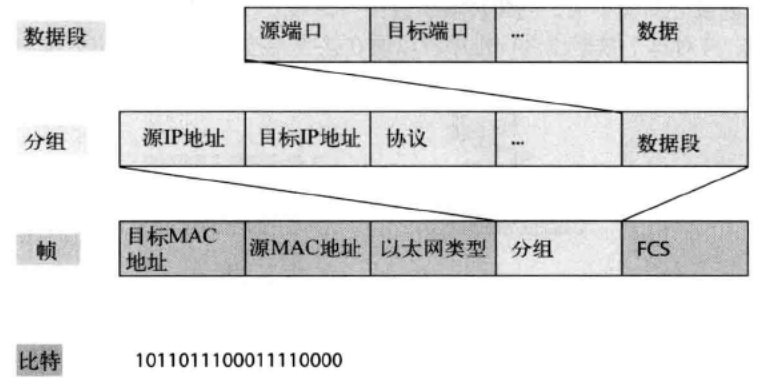 数据段 源端口 目标端口 ... 数据
分组 源IP地址 目标IP地址 协议 ... 数据段
帧 目标MAC地址 源MAC地址 以太网类型 分组 FCS
比特 1011011100011110000